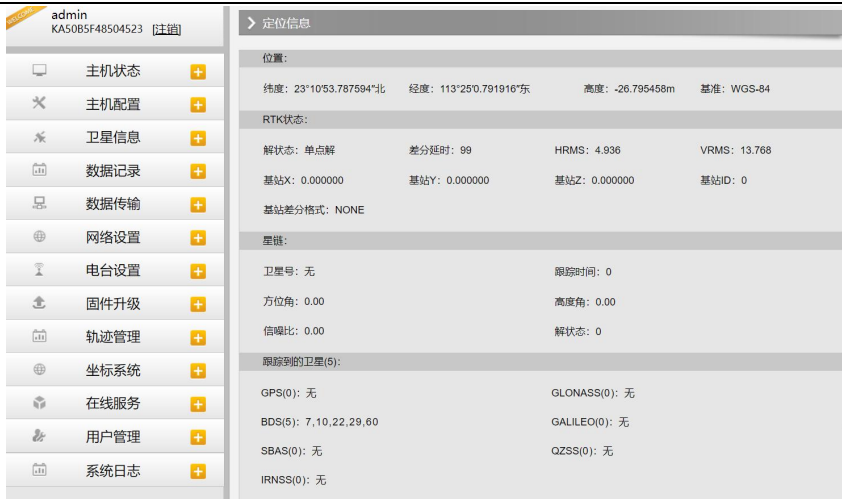 WELCOME
admin
KA50B5F48504523 [注销]
主机状态
主机配置
卫星信息
数据记录
数据传输
网络设置
电台设置
固件升级
轨迹管理
坐标系统
在线服务
用户管理
系统日志
定位信息
位置:
纬度: 23°10'53.787594"北 经度: 113°25'0.791916"东 高度: -26.795458m 基准: WGS-84
RTK状态:
解状态: 单点解 差分延时: 99 HRMS: 4.936 VRMS: 13.768
基站X: 0.000000 基站Y: 0.000000 基站Z: 0.000000 基站ID: 0
基站差分格式: NONE
星链:
卫星号: 无 跟踪时间: 0
方位角: 0.00 高度角: 0.00
信噪比: 0.00 解状态: 0
跟踪到的卫星(5):
GPS(0): 无 GLONASS(0): 无
BDS(5): 7,10,22,29,60 GALILEO(0): 无
SBAS(0): 无 QZSS(0): 无
IRNSS(0): 无